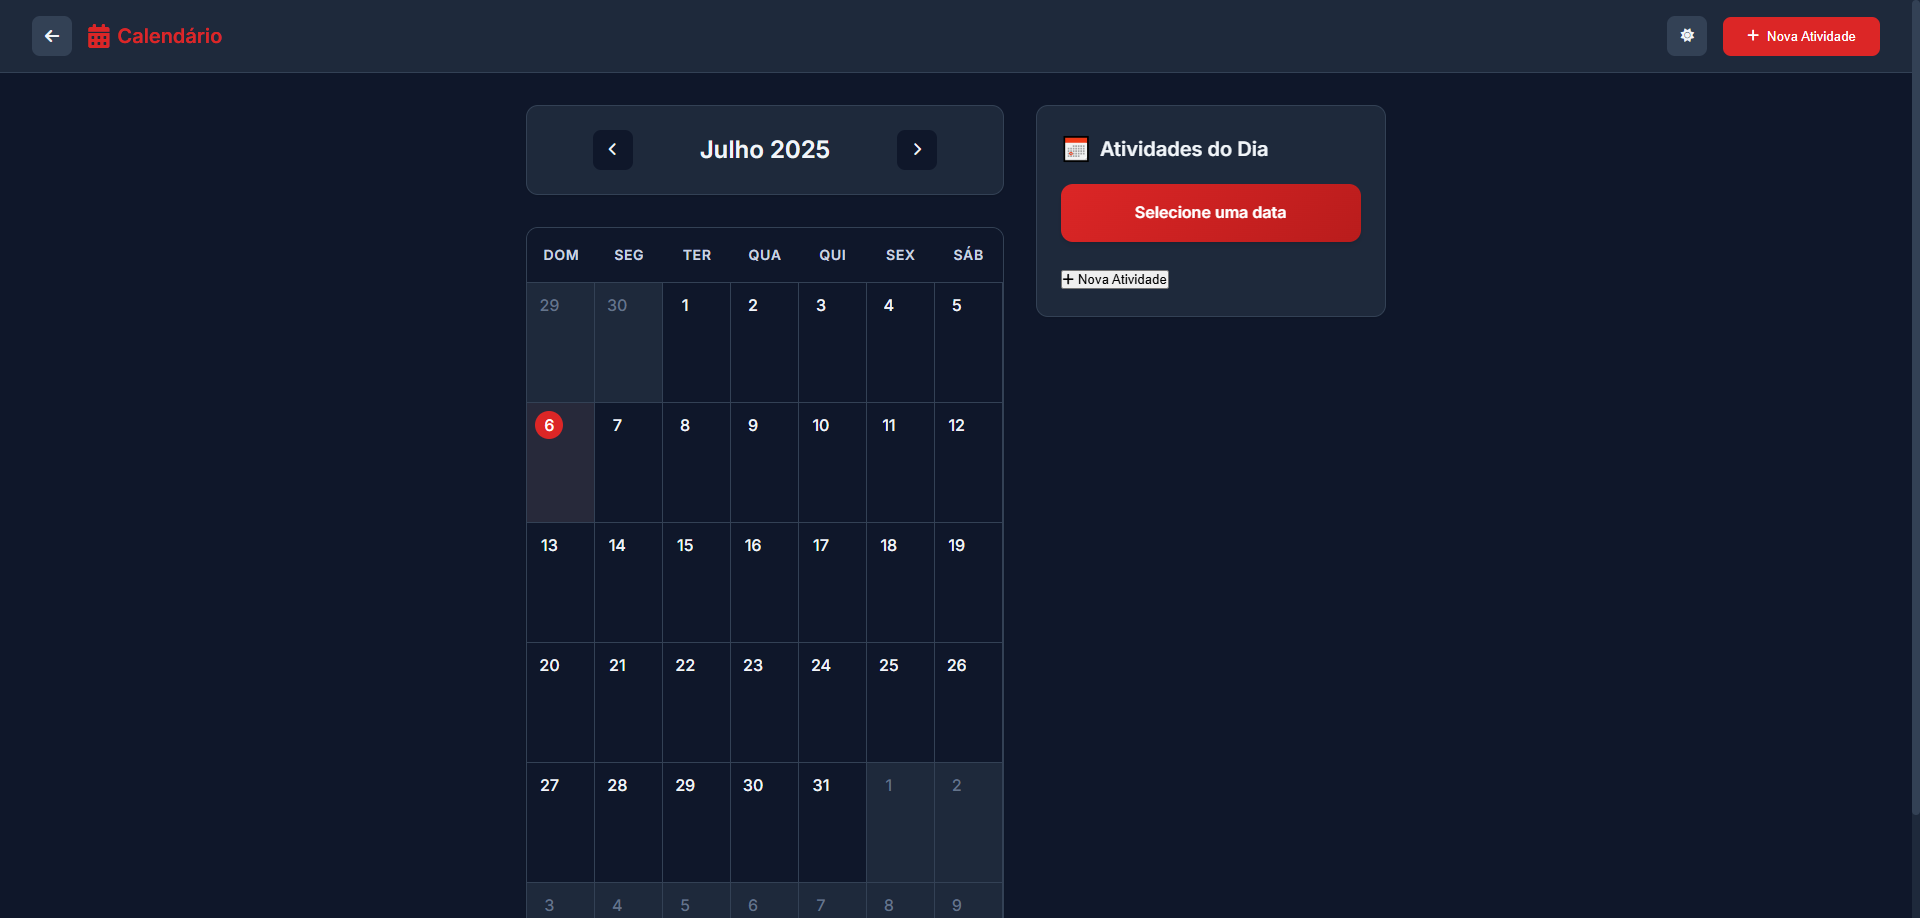 Calendário
Nova Atividade
Julho 2025
DOM SEG TER QUA QUI SEX SÁB
29 30 1 2 3 4 5
6 7 8 9 10 11 12
13 14 15 16 17 18 19
20 21 22 23 24 25 26
27 28 29 30 31 1 2
3 4 5 6 7 8 9
Atividades do Dia
Selecione uma data
Nova Atividade